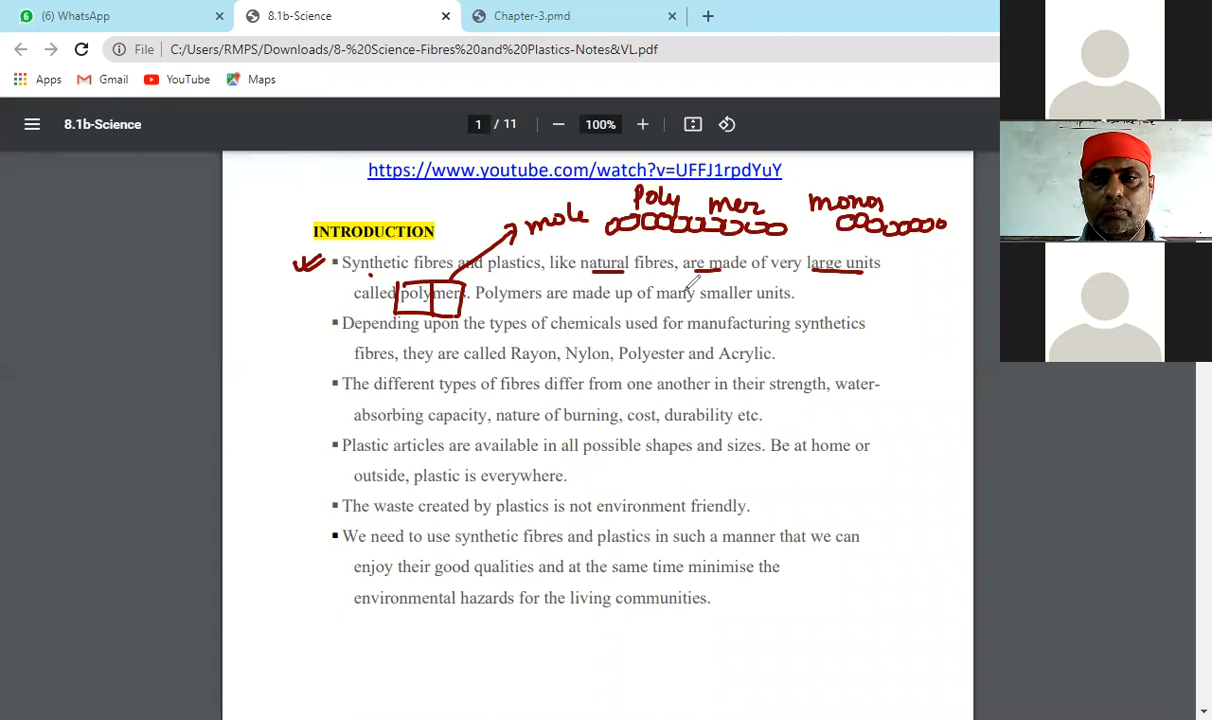 6 (6) WhatsApp × 8.1b-Science × Chapter-3.pmd × +
File C:/Users/RMPS/Downloads/8-%20Science-Fibres%20and%20Plastics-Notes&VL.pdf
Apps Gmail YouTube Maps
8.1b-Science 1 / 11 — 100% +
https://www.youtube.com/watch?v=UFFJ1rpdYuY
mole Poly mer
INTRODUCTION
▪ Synthetic fibres and plastics, like natural fibres, are made of very large units
called polymers. Polymers are made up of many smaller units.
▪ Depending upon the types of chemicals used for manufacturing synthetics
fibres, they are called Rayon, Nylon, Polyester and Acrylic.
▪ The different types of fibres differ from one another in their strength, water-
absorbing capacity, nature of burning, cost, durability etc.
▪ Plastic articles are available in all possible shapes and sizes. Be at home or
outside, plastic is everywhere.
▪ The waste created by plastics is not environment friendly.
▪ We need to use synthetic fibres and plastics in such a manner that we can
enjoy their good qualities and at the same time minimise the
environmental hazards for the living communities.